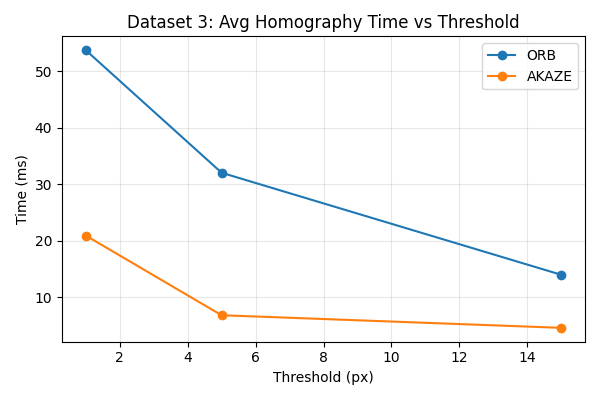 Dataset 3: Avg Homography Time vs Threshold
ORB
AKAZE
Time (ms)
50
40
30
20
10
2 4 6 8 10 12 14
Threshold (px)